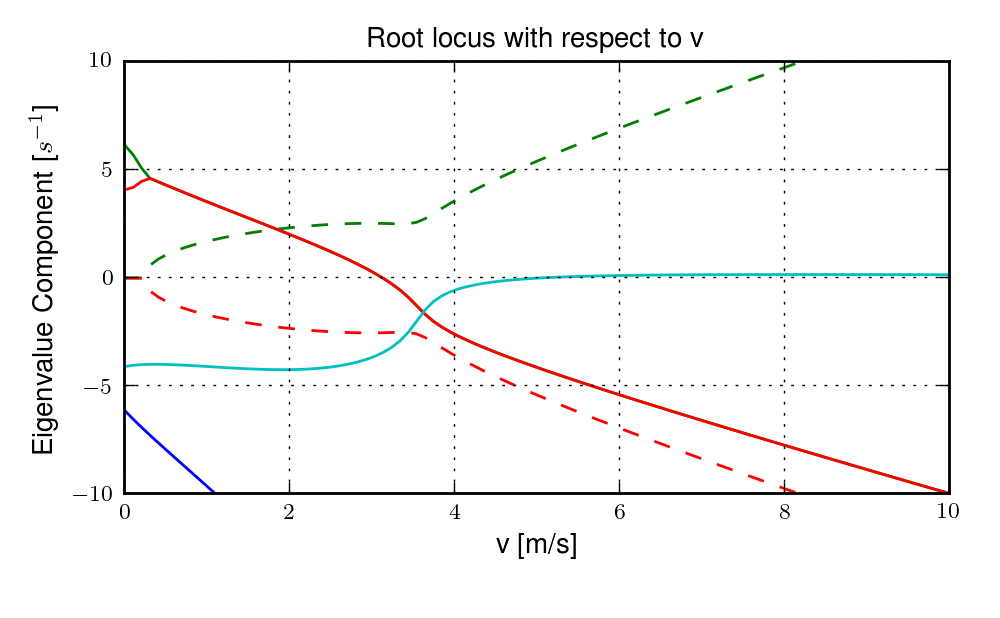 Root locus with respect to v
10
5
0
−5
−10
Eigenvalue Component [s⁻¹]
0 2 4 6 8 10
v [m/s]